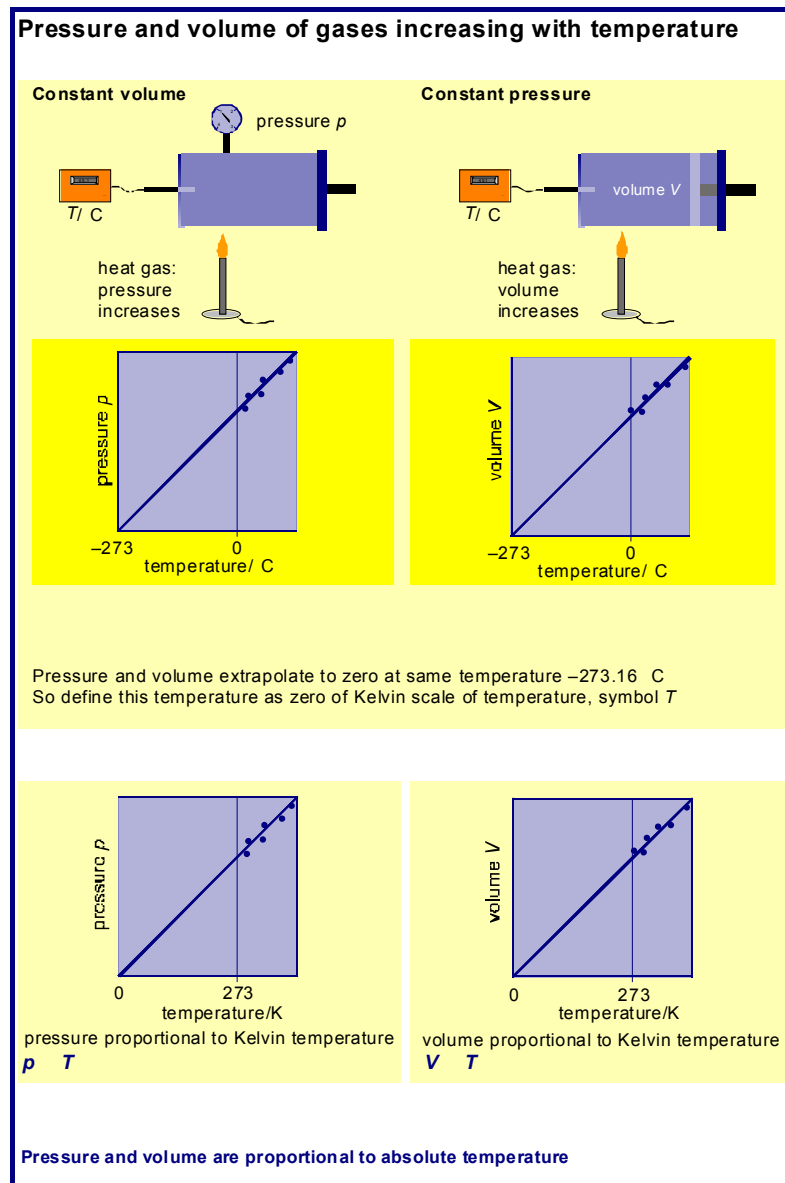 Pressure and volume of gases increasing with temperature
Constant volume
pressure p
T/ C
heat gas:
pressure
increases
Constant pressure
volume V
T/ C
heat gas:
volume
increases
pressure p
–273
0
temperature/ C
volume V
–273
0
temperature/ C
Pressure and volume extrapolate to zero at same temperature –273.16 C
So define this temperature as zero of Kelvin scale of temperature, symbol T
pressure p
0
273
temperature/K
pressure proportional to Kelvin temperature
p T
volume V
0
273
temperature/K
volume proportional to Kelvin temperature
V T
Pressure and volume are proportional to absolute temperature